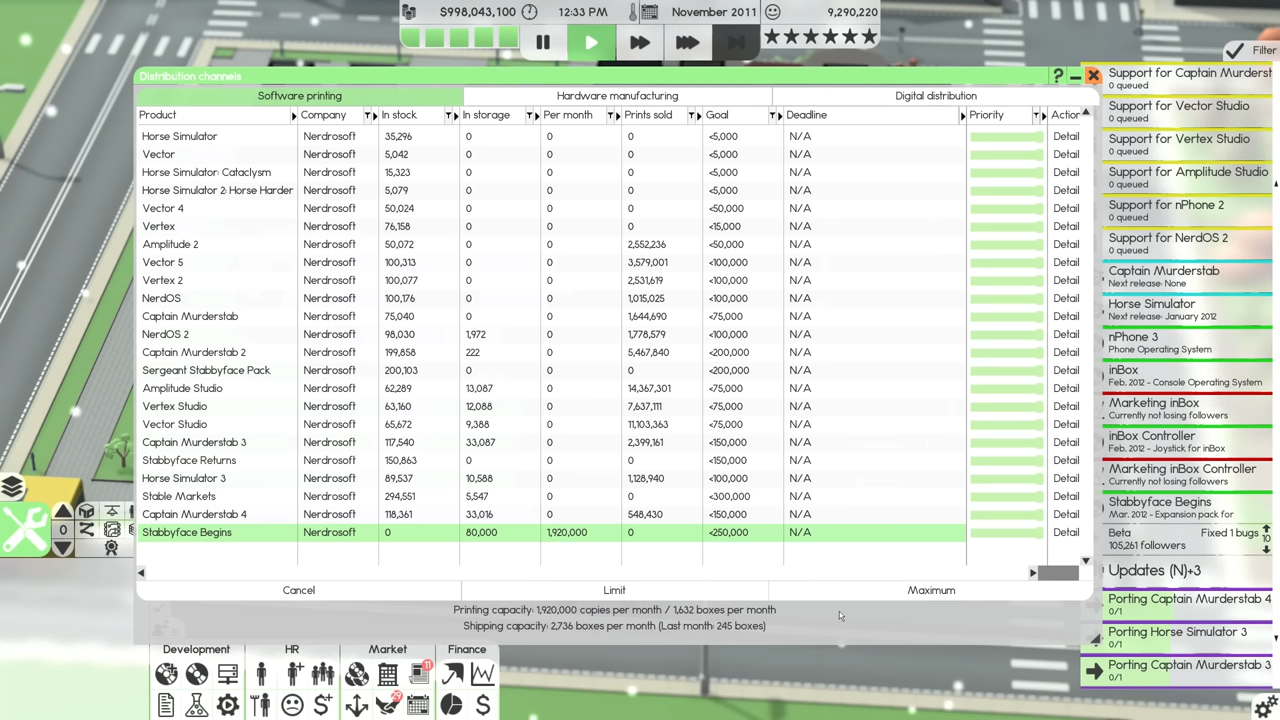 $998,043,100 12:33 PM November 2011 9,290,220
Filter
Distribution channels
?
Software printing Hardware manufacturing Digital distribution
Product Company In stock In storage Per month Prints sold Goal Deadline Priority Action
Horse Simulator Nerdrosoft 35,296 0 0 0 <5,000 N/A Detail
Vector Nerdrosoft 5,042 0 0 0 <5,000 N/A Detail
Horse Simulator: Cataclysm Nerdrosoft 15,323 0 0 0 <5,000 N/A Detail
Horse Simulator 2: Horse Harder Nerdrosoft 5,079 0 0 0 <5,000 N/A Detail
Vector 4 Nerdrosoft 50,024 0 0 0 <50,000 N/A Detail
Vertex Nerdrosoft 76,158 0 0 0 <15,000 N/A Detail
Amplitude 2 Nerdrosoft 50,072 0 0 2,552,236 <50,000 N/A Detail
Vector 5 Nerdrosoft 100,313 0 0 3,579,001 <100,000 N/A Detail
Vertex 2 Nerdrosoft 100,077 0 0 2,531,619 <100,000 N/A Detail
NerdOS Nerdrosoft 100,176 0 0 1,015,025 <100,000 N/A Detail
Captain Murderstab Nerdrosoft 75,040 0 0 1,644,690 <75,000 N/A Detail
NerdOS 2 Nerdrosoft 98,030 1,972 0 1,778,579 <100,000 N/A Detail
Captain Murderstab 2 Nerdrosoft 199,858 222 0 5,467,840 <200,000 N/A Detail
Sergeant Stabbyface Pack Nerdrosoft 200,103 0 0 0 <200,000 N/A Detail
Amplitude Studio Nerdrosoft 62,289 13,087 0 14,367,301 <75,000 N/A Detail
Vertex Studio Nerdrosoft 63,160 12,088 0 7,637,111 <75,000 N/A Detail
Vector Studio Nerdrosoft 65,672 9,388 0 11,103,363 <75,000 N/A Detail
Captain Murderstab 3 Nerdrosoft 117,540 33,087 0 2,399,161 <150,000 N/A Detail
Stabbyface Returns Nerdrosoft 150,863 0 0 0 <150,000 N/A Detail
Horse Simulator 3 Nerdrosoft 89,537 10,588 0 1,128,940 <100,000 N/A Detail
Stable Markets Nerdrosoft 294,551 5,547 0 0 <300,000 N/A Detail
Captain Murderstab 4 Nerdrosoft 118,361 33,016 0 548,430 <150,000 N/A Detail
Stabbyface Begins Nerdrosoft 0 80,000 1,920,000 0 <250,000 N/A Detail
Cancel Limit Maximum
Printing capacity: 1,920,000 copies per month / 1,632 boxes per month
Shipping capacity: 2,736 boxes per month (Last month: 245 boxes)
Support for Captain Murderst
0 queued
Support for Vector Studio
0 queued
Support for Vertex Studio
0 queued
Support for Amplitude Studio
0 queued
Support for nPhone 2
0 queued
Support for NerdOS 2
0 queued
Captain Murderstab
Next release: None
Horse Simulator
Next release: January 2012
nPhone 3
Phone Operating System
inBox
Feb. 2012 - Console Operating System
Marketing inBox
Currently not losing followers
inBox Controller
Feb. 2012 - Joystick for inBox
Marketing inBox Controller
Currently not losing followers
Stabbyface Begins
Mar. 2012 - Expansion pack for
Beta Fixed 1 bugs
105,261 followers
10
Updates (N)+3
Porting Captain Murderstab 4
0/1
Porting Horse Simulator 3
0/1
Porting Captain Murderstab 3
0/1
0
Development HR Market Finance
11
29